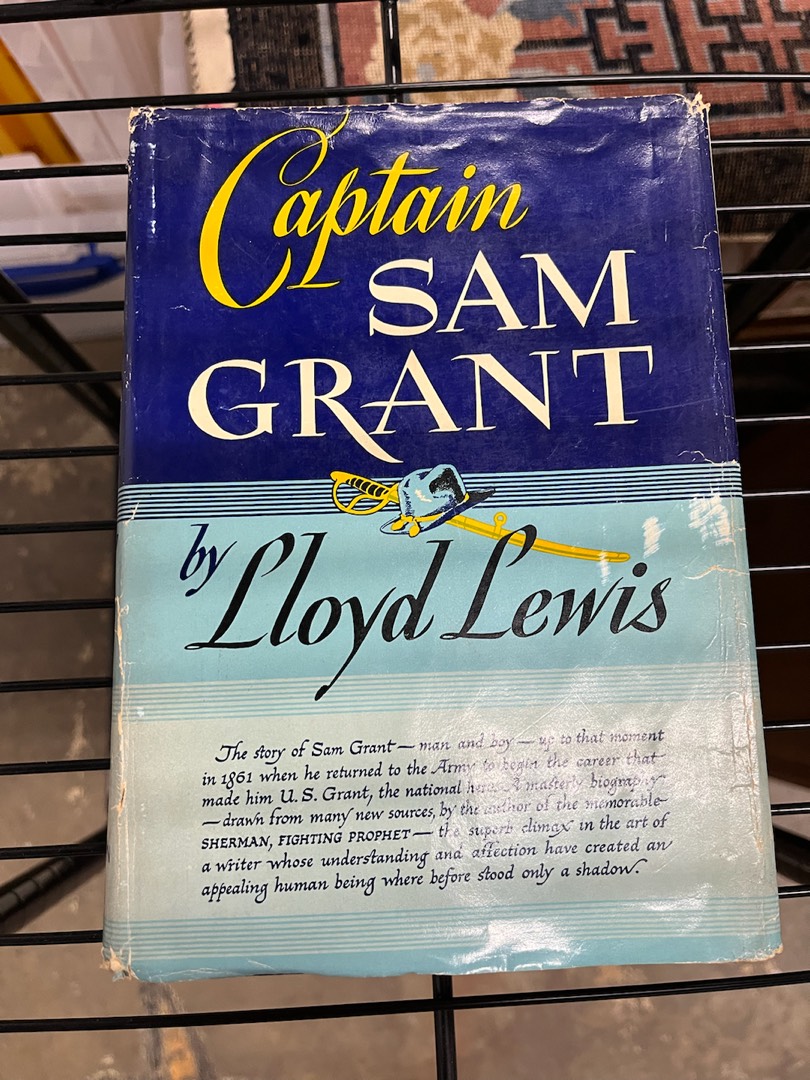 Captain
SAM
GRANT
by Lloyd Lewis
The story of Sam Grant — man and boy — up to that moment
in 1861 when he returned to the Army to begin the career that
made him U. S. Grant, the national hero. A masterly biography
— drawn from many new sources, by the author of the memorable
SHERMAN, FIGHTING PROPHET — the superb climax in the art of
a writer whose understanding and affection have created an
appealing human being where before stood only a shadow.